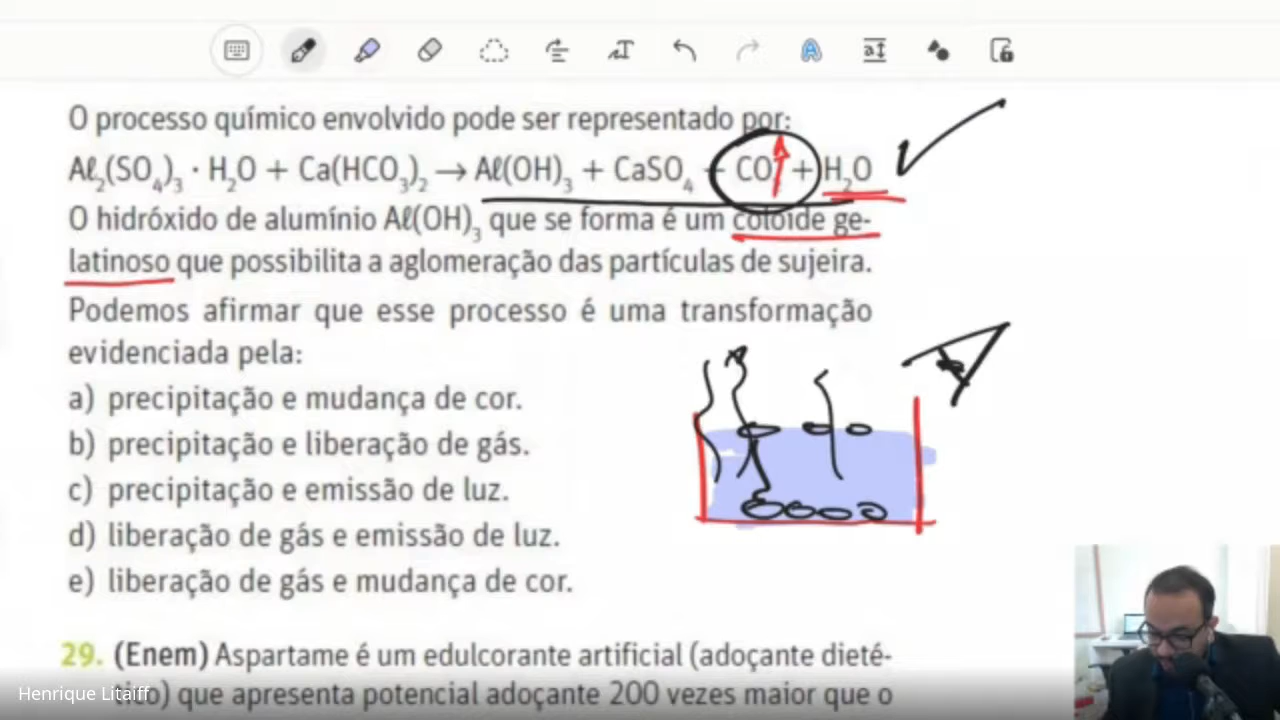 O processo químico envolvido pode ser representado por:
Aℓ₂(SO₄)₃ · H₂O + Ca(HCO₃)₂ → Aℓ(OH)₃ + CaSO₄ + CO₂ + H₂O
O hidróxido de alumínio Aℓ(OH)₃ que se forma é um coloide ge-
latinoso que possibilita a aglomeração das partículas de sujeira.
Podemos afirmar que esse processo é uma transformação
evidenciada pela:
a) precipitação e mudança de cor.
b) precipitação e liberação de gás.
c) precipitação e emissão de luz.
d) liberação de gás e emissão de luz.
e) liberação de gás e mudança de cor.
29. (Enem) Aspartame é um edulcorante artificial (adoçante dieté-
tico) que apresenta potencial adoçante 200 vezes maior que o
Henrique Litaiff